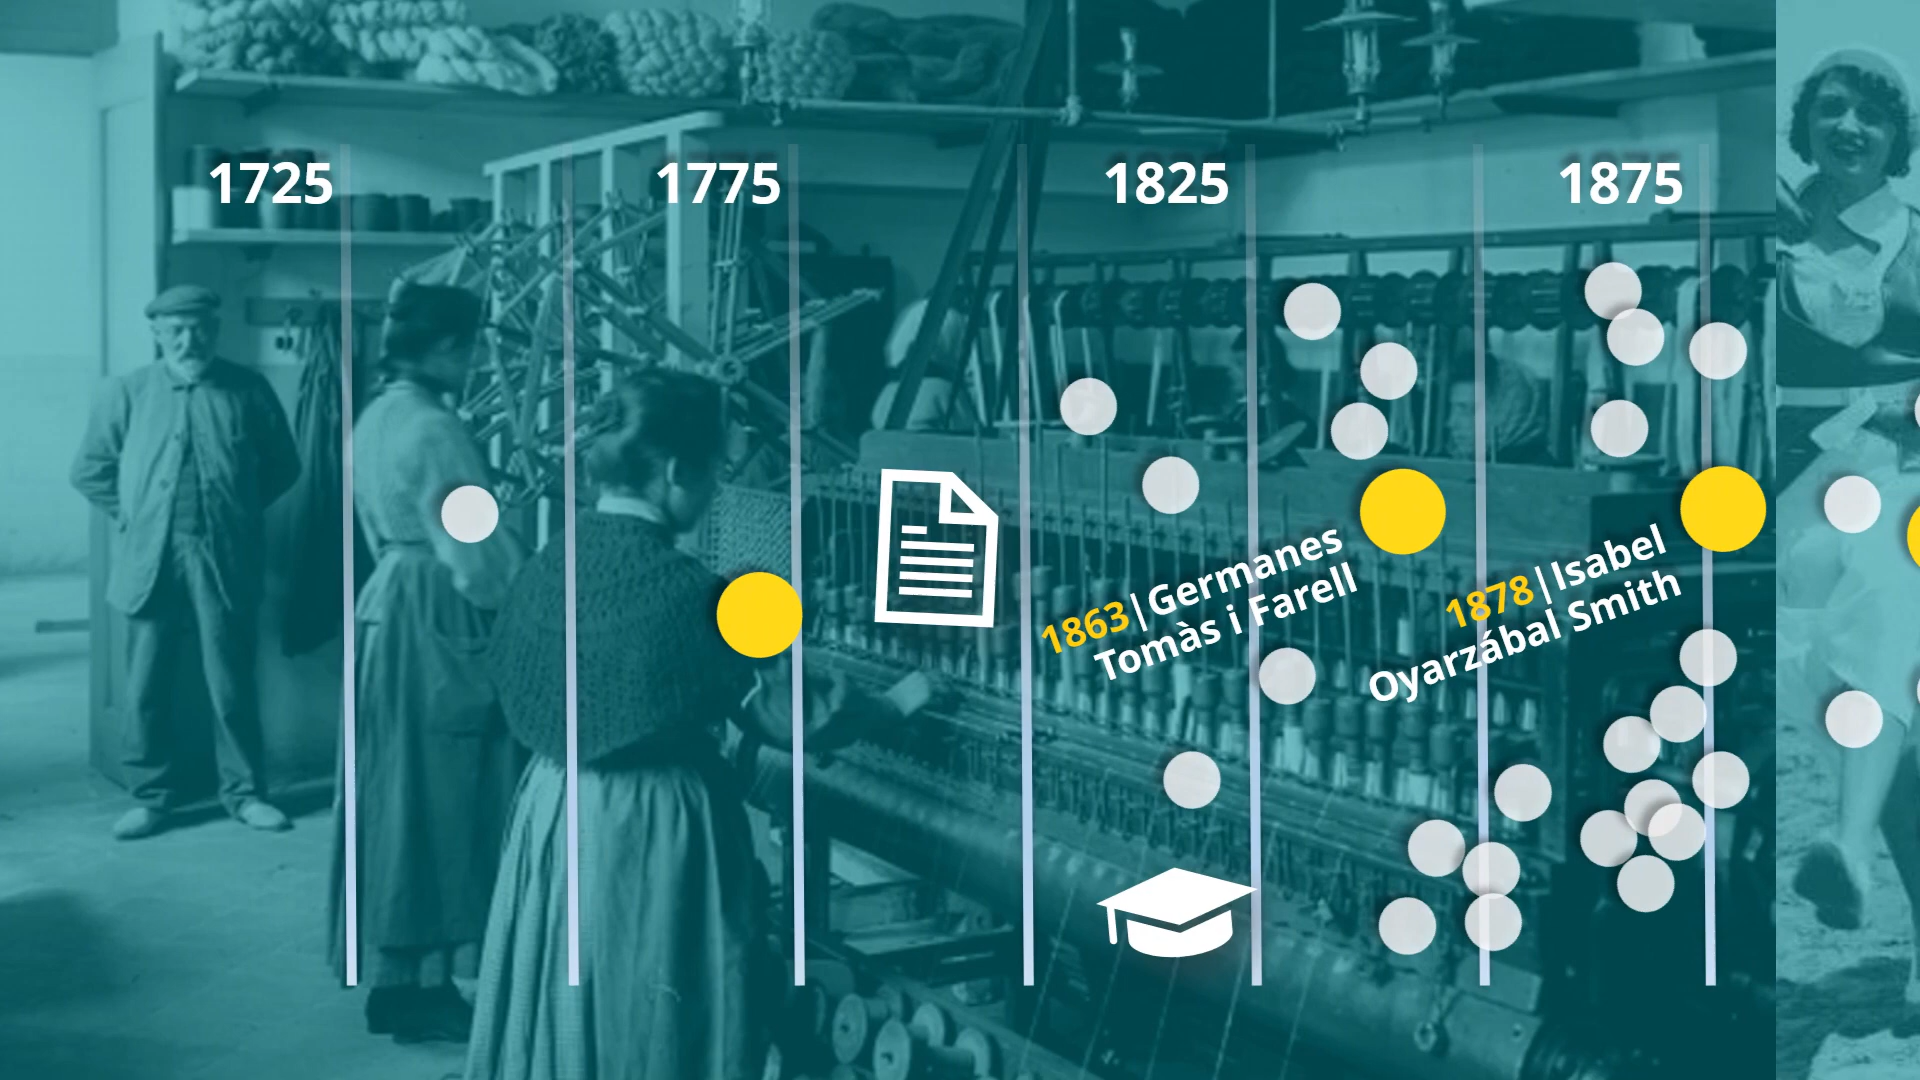 1725
1775
1825
1875
1863|Germanes
Tomàs i Farell
1878|Isabel
Oyarzábal Smith